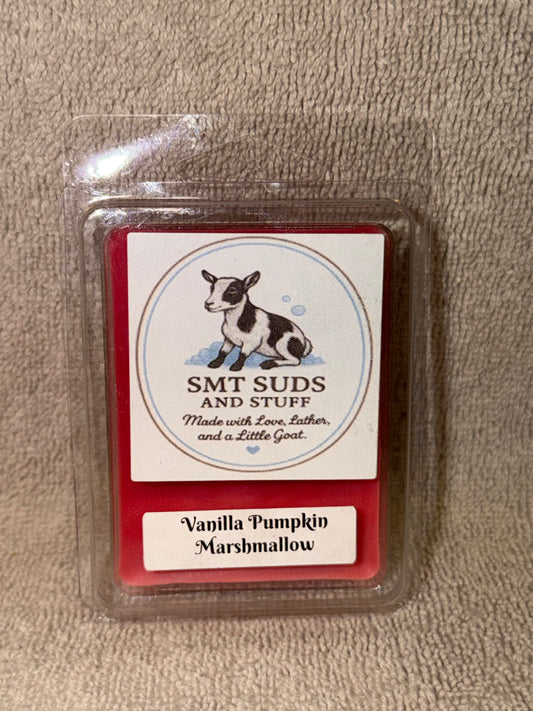 SMT SUDS
AND STUFF
Made with Love, Lather,
and a Little Goat.
Vanilla Pumpkin
Marshmallow